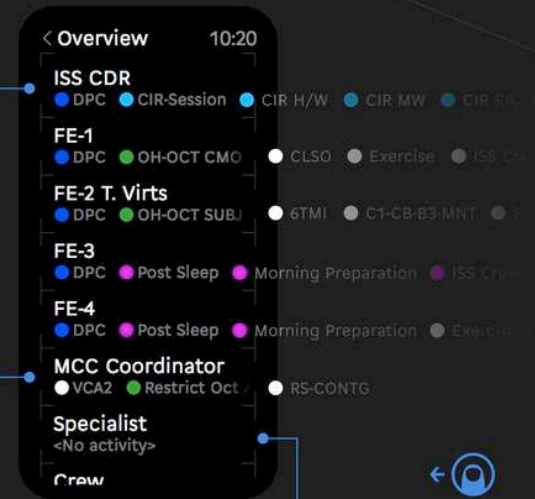 < Overview 10:20
ISS CDR
DPC CIR-Session CIR H/W CIR MW CIR
FE-1
DPC OH-OCT CMO CLSO Exercise ISS
FE-2 T. Virts
DPC OH-OCT SUBJ 6TMI C1-CB-B3-MNT
FE-3
DPC Post Sleep Morning Preparation ISS Crew
FE-4
DPC Post Sleep Morning Preparation Exercise
MCC Coordinator
VCA2 Restrict Oct RS-CONTG
Specialist
<No activity>
Crew